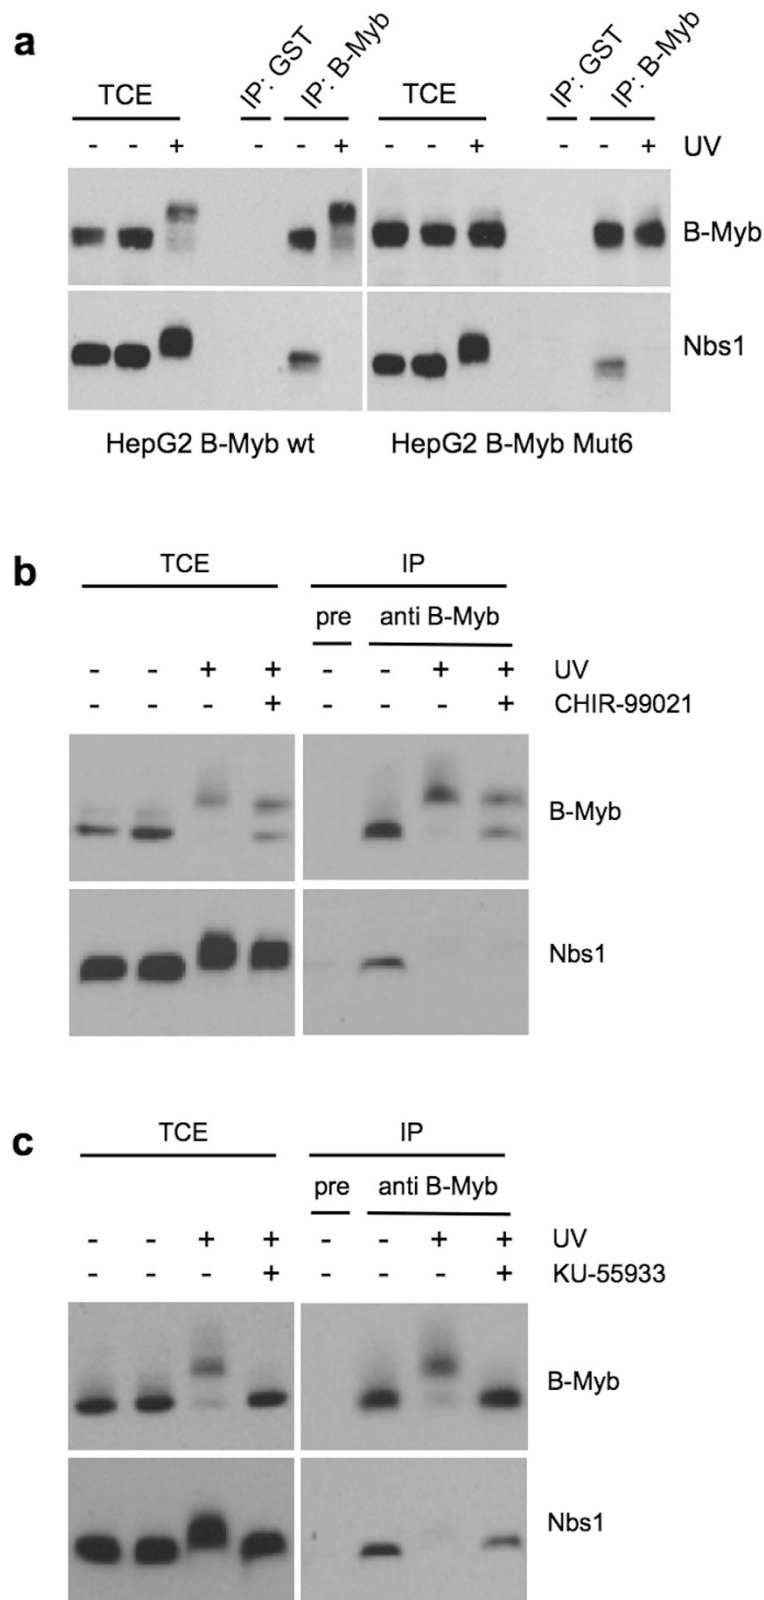 a
TCE IP: GST IP: B-Myb TCE IP: GST IP: B-Myb
- - + - - + - - + - - + UV
B-Myb
Nbs1
HepG2 B-Myb wt HepG2 B-Myb Mut6
b
TCE IP
pre anti B-Myb
- - + + - - + + UV
- - - + - - - + CHIR-99021
B-Myb
Nbs1
c
TCE IP
pre anti B-Myb
- - + + - - + + UV
- - - + - - - + KU-55933
B-Myb
Nbs1